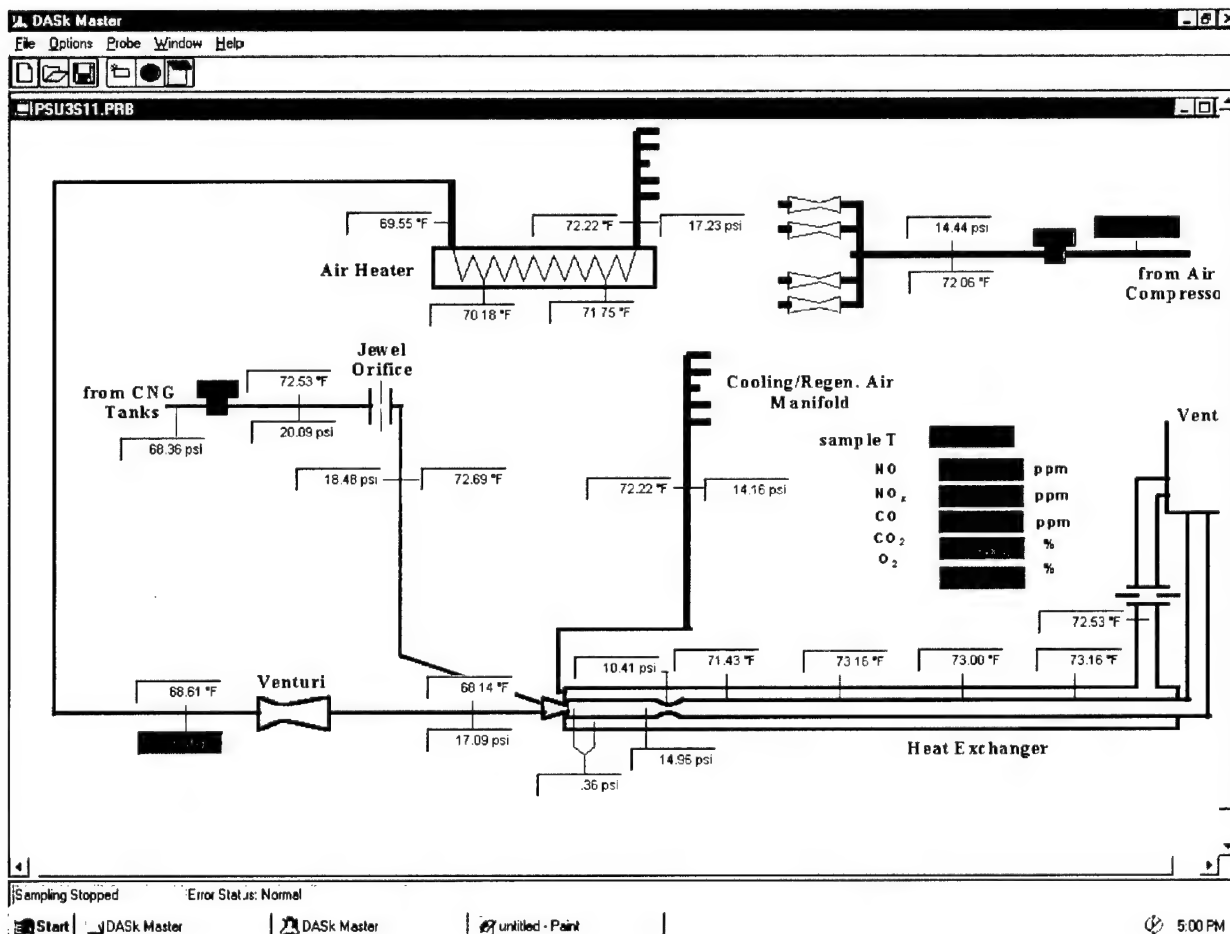 DASk Master
File Options Probe Window Help
PSU3S11.PRB
69.55 °F
72.22 °F
17.23 psi
14.44 psi
Air Heater
72.06 °F
from Air
Compresso
70.18 °F
71.75 °F
Jewel
Orifice
from CNG
Tanks
72.53 °F
Cooling/Regen. Air
Manifold
68.36 psi
20.09 psi
sample T
Vent
18.48 psi
72.69 °F
72.22 °F
14.16 psi
NO
ppm
NOx
ppm
CO
ppm
CO2
%
O2
%
72.53 °F
10.41 psi
71.43 °F
73.16 °F
73.00 °F
73.16 °F
68.61 °F
Venturi
68.14 °F
17.09 psi
14.95 psi
Heat Exchanger
.36 psi
Sampling Stopped Error Status: Normal
Start DASk Master DASk Master untitled - Paint 5:00 PM